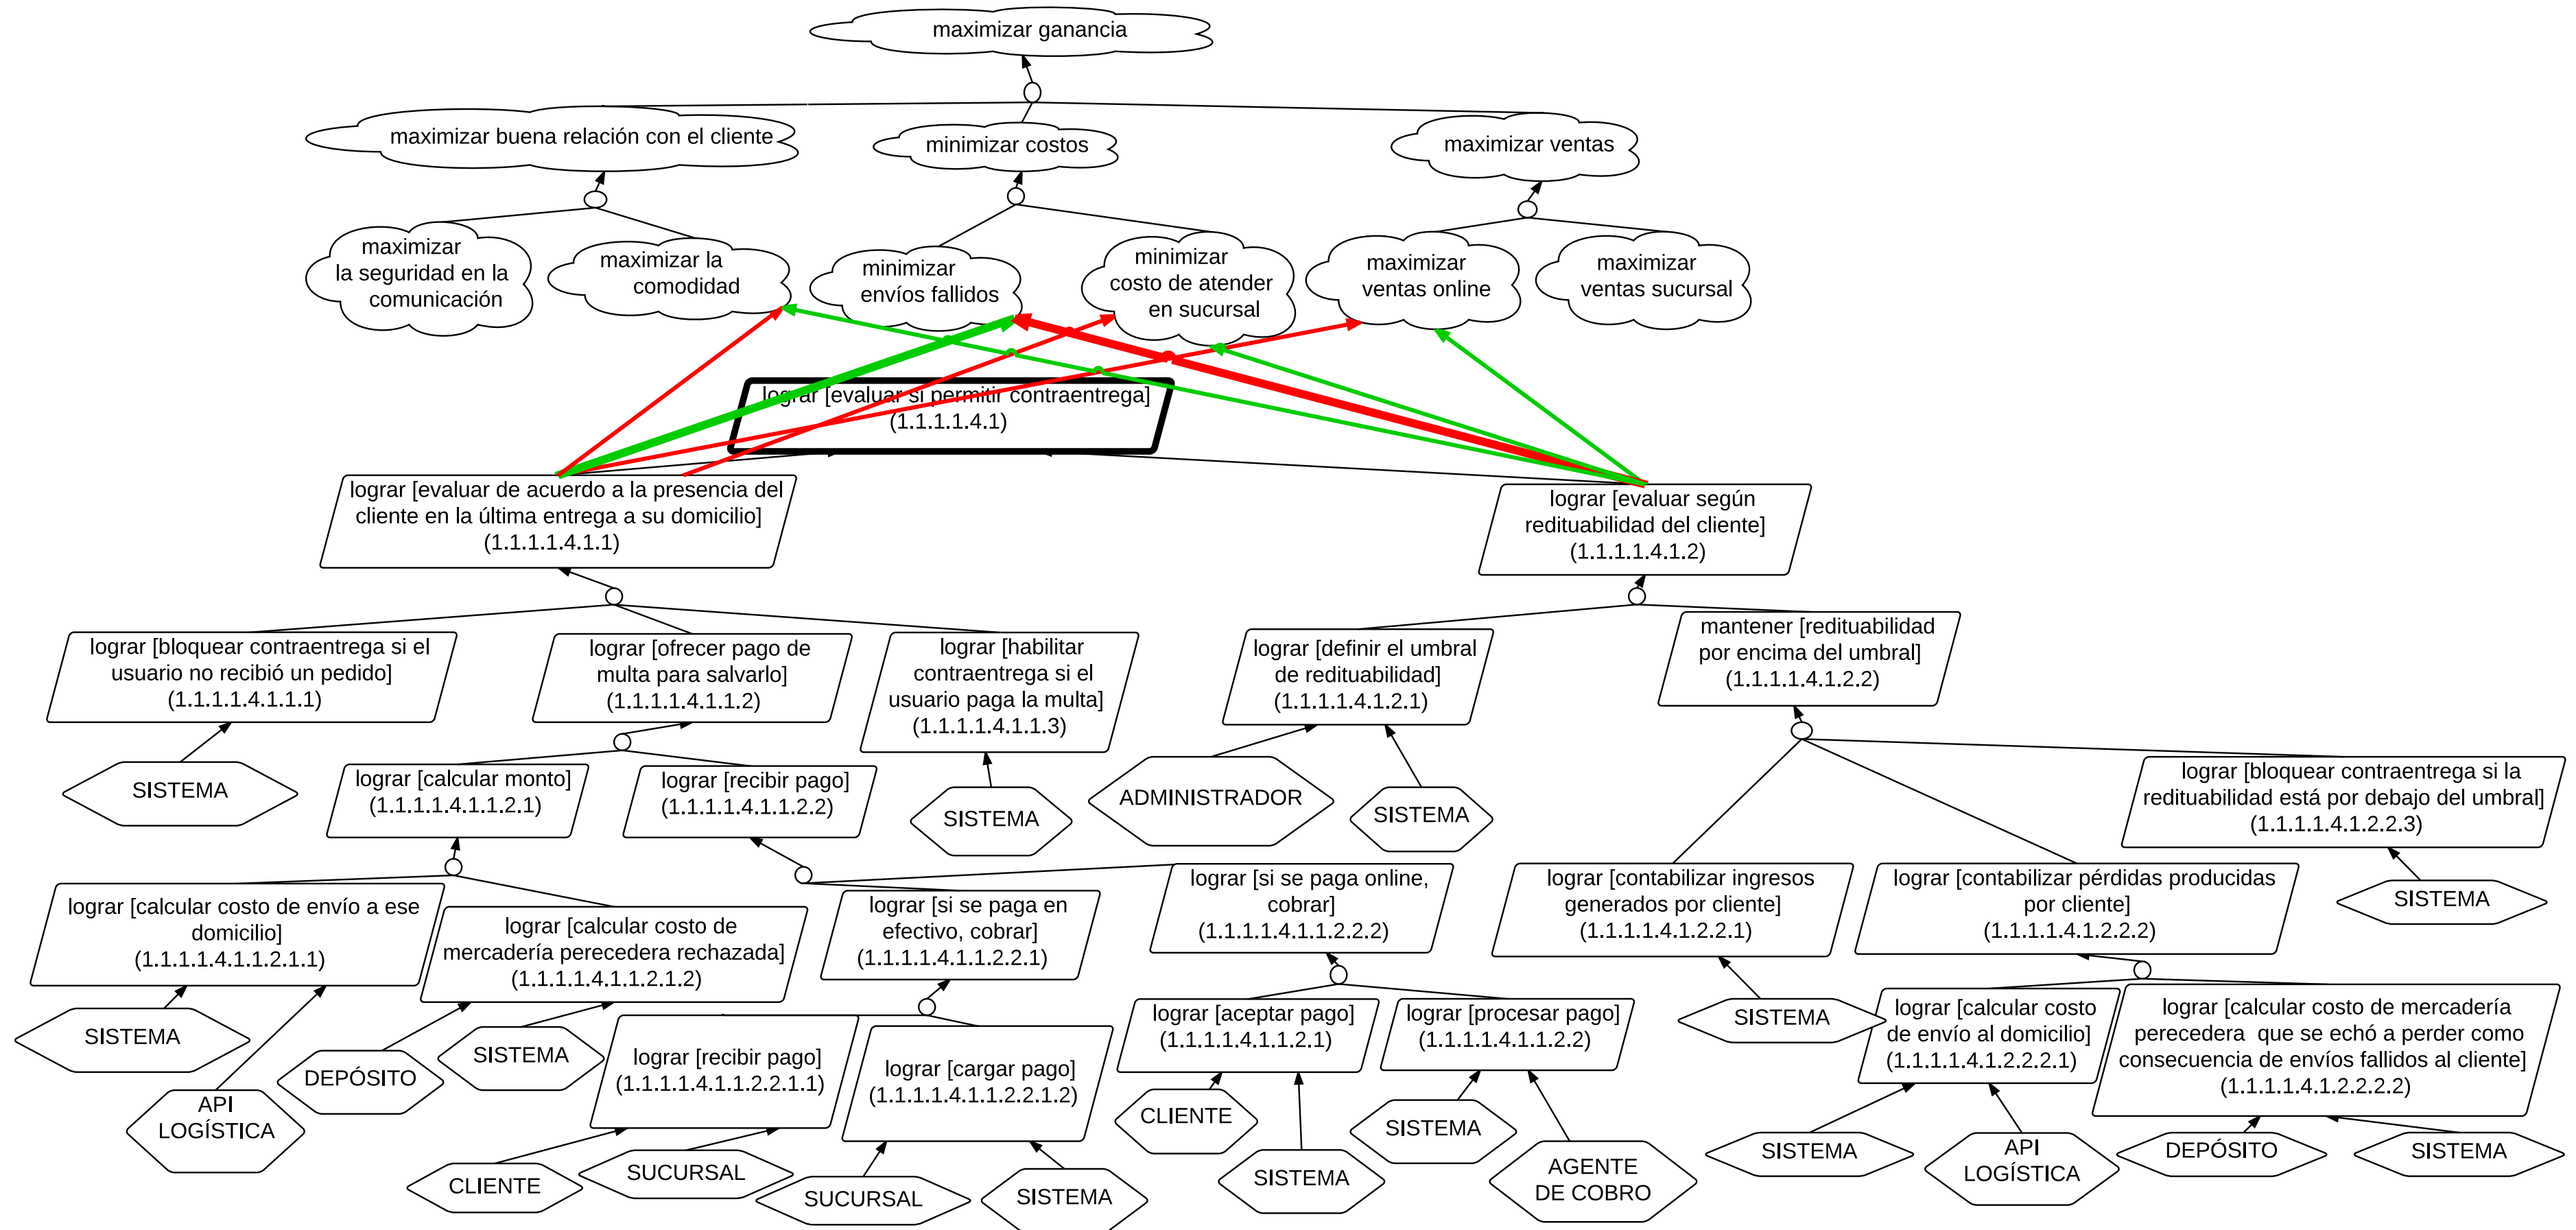 maximizar ganancia
maximizar buena relación con el cliente
minimizar costos
maximizar ventas
maximizar
la seguridad en la
comunicación
maximizar la
comodidad
minimizar
envíos fallidos
minimizar
costo de atender
en sucursal
maximizar
ventas online
maximizar
ventas sucursal
lograr [evaluar si permitir contraentrega]
(1.1.1.1.4.1)
lograr [evaluar de acuerdo a la presencia del
cliente en la última entrega a su domicilio]
(1.1.1.1.4.1.1)
lograr [evaluar según
redituabilidad del cliente]
(1.1.1.1.4.1.2)
lograr [bloquear contraentrega si el
usuario no recibió un pedido]
(1.1.1.1.4.1.1.1)
lograr [ofrecer pago de
multa para salvarlo]
(1.1.1.1.4.1.1.2)
lograr [habilitar
contraentrega si el
usuario paga la multa]
(1.1.1.1.4.1.1.3)
lograr [definir el umbral
de redituabilidad]
(1.1.1.1.4.1.2.1)
mantener [redituabilidad
por encima del umbral]
(1.1.1.1.4.1.2.2)
SISTEMA
lograr [calcular monto]
(1.1.1.1.4.1.1.2.1)
lograr [recibir pago]
(1.1.1.1.4.1.1.2.2)
SISTEMA
ADMINISTRADOR
SISTEMA
lograr [bloquear contraentrega si la
redituabilidad está por debajo del umbral]
(1.1.1.1.4.1.2.2.3)
lograr [calcular costo de envío a ese
domicilio]
(1.1.1.1.4.1.1.2.1.1)
lograr [calcular costo de
mercadería perecedera rechazada]
(1.1.1.1.4.1.1.2.1.2)
lograr [si se paga en
efectivo, cobrar]
(1.1.1.1.4.1.1.2.2.1)
lograr [si se paga online,
cobrar]
(1.1.1.1.4.1.1.2.2.2)
lograr [contabilizar ingresos
generados por cliente]
(1.1.1.1.4.1.2.2.1)
lograr [contabilizar pérdidas producidas
por cliente]
(1.1.1.1.4.1.2.2.2)
SISTEMA
SISTEMA
API
LOGÍSTICA
DEPÓSITO
SISTEMA
lograr [recibir pago]
(1.1.1.1.4.1.1.2.2.1.1)
lograr [cargar pago]
(1.1.1.1.4.1.1.2.2.1.2)
lograr [aceptar pago]
(1.1.1.1.4.1.1.2.1)
lograr [procesar pago]
(1.1.1.1.4.1.1.2.2)
SISTEMA
lograr [calcular costo
de envío al domicilio]
(1.1.1.1.4.1.2.2.2.1)
lograr [calcular costo de mercadería
perecedera que se echó a perder como
consecuencia de envíos fallidos al cliente]
(1.1.1.1.4.1.2.2.2.2)
CLIENTE
SUCURSAL
SUCURSAL
SISTEMA
CLIENTE
SISTEMA
SISTEMA
AGENTE
DE COBRO
SISTEMA
API
LOGÍSTICA
DEPÓSITO
SISTEMA